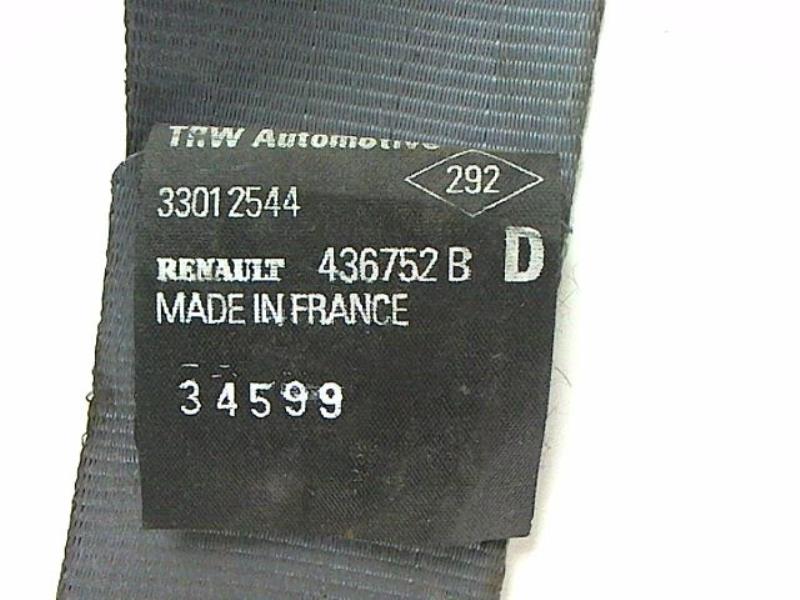 TRW Automotive
292
33012544
RENAULT 436752 B D
MADE IN FRANCE
34599